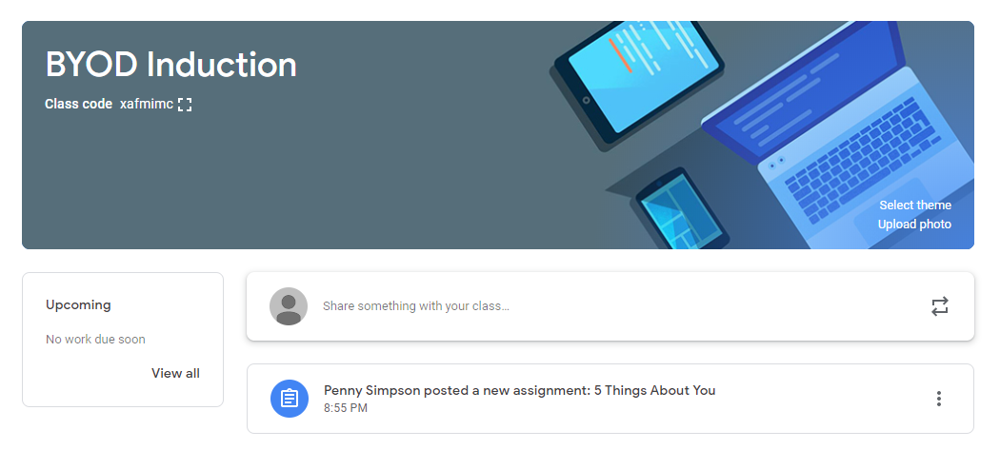 BYOD Induction
Class code xafmimc
Select theme
Upload photo
Upcoming
No work due soon
View all
Share something with your class...
Penny Simpson posted a new assignment: 5 Things About You
8:55 PM